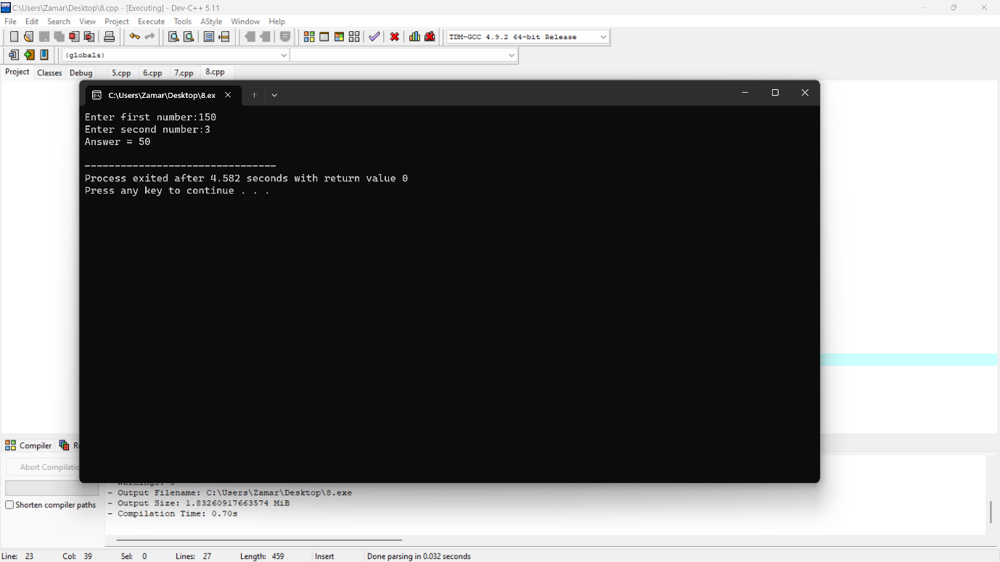 C:\Users\Zamar\Desktop\8.cpp - [Executing] - Dev-C++ 5.11
File Edit Search View Project Execute Tools AStyle Window Help
TDM-GCC 4.9.2 64-bit Release
(globals)
Project Classes Debug 5.cpp 6.cpp 7.cpp 8.cpp
C:\Users\Zamar\Desktop\8.ex
Enter first number:150
Enter second number:3
Answer = 50
--------------------------------
Process exited after 4.582 seconds with return value 0
Press any key to continue . . .
Compiler
Abort Compilatio
Shorten compiler paths
- Output Filename: C:\Users\Zamar\Desktop\8.exe
- Output Size: 1.83260917663574 MiB
- Compilation Time: 0.70s
Line: 23 Col: 39 Sel: 0 Lines: 27 Length: 459 Insert Done parsing in 0.032 seconds